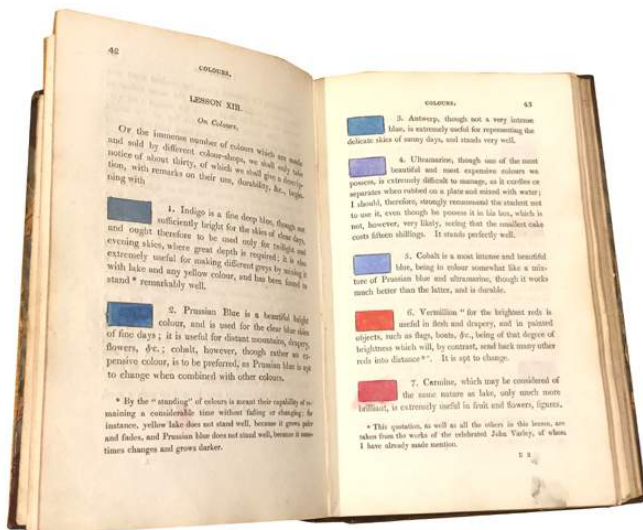 42
COLOURS.
LESSON XIII.
On Colours.
Of the immense number of colours which are made
and sold by different colour-shops, we shall only take
notice of about thirty, of which we shall give a descrip-
tion, with remarks on their use, durability, &c., begin-
ning with
1. Indigo is a fine deep blue, though not
sufficiently bright for the skies of clear days,
and ought therefore to be used only for twilight and
evening skies, where great depth is required; it is also
extremely useful for making different greys by mixing it
with lake and any yellow colour, and has been found to
stand * remarkably well.
2. Prussian Blue is a beautiful bright
colour, and is used for the clear blue skies
of fine days; it is useful for distant mountains, drapery,
flowers, &c.; cobalt, however, though rather an ex-
pensive colour, is to be preferred, as Prussian blue is apt
to change when combined with other colours.
* By the "standing" of colours is meant their capability of re-
maining a considerable time without fading or changing; for
instance, yellow lake does not stand well, because it grows paler
and fades, and Prussian blue does not stand well, because it some-
times changes and grows darker.
COLOURS. 43
3. Antwerp, though not a very intense
blue, is extremely useful for representing the
delicate skies of sunny days, and stands very well.
4. Ultramarine, though one of the most
beautiful and most expensive colours we
possess, is extremely difficult to manage, as it curdles or
separates when rubbed on a plate and mixed with water;
I should, therefore, strongly recommend the student not
to use it, even though he possess it in his box, which is
not, however, very likely, seeing that the smallest cake
costs fifteen shillings. It stands perfectly well.
5. Cobalt is a most intense and beautiful
blue, being in colour somewhat like a mix-
ture of Prussian blue and ultramarine, though it works
much better than the latter, and is durable.
6. Vermillion "for the brightest reds is
useful in flesh and drapery, and in painted
objects, such as flags, boats, &c., being of that degree of
brightness which will, by contrast, send back many other
reds into distance*". It is apt to change.
7. Carmine, which may be considered of
the same nature as lake, only much more
brilliant, is extremely useful in fruit and flowers, figures,
* This quotation, as well as all the others in this lesson, are
taken from the works of the celebrated John Varley, of whom
I have already made mention.
E 2